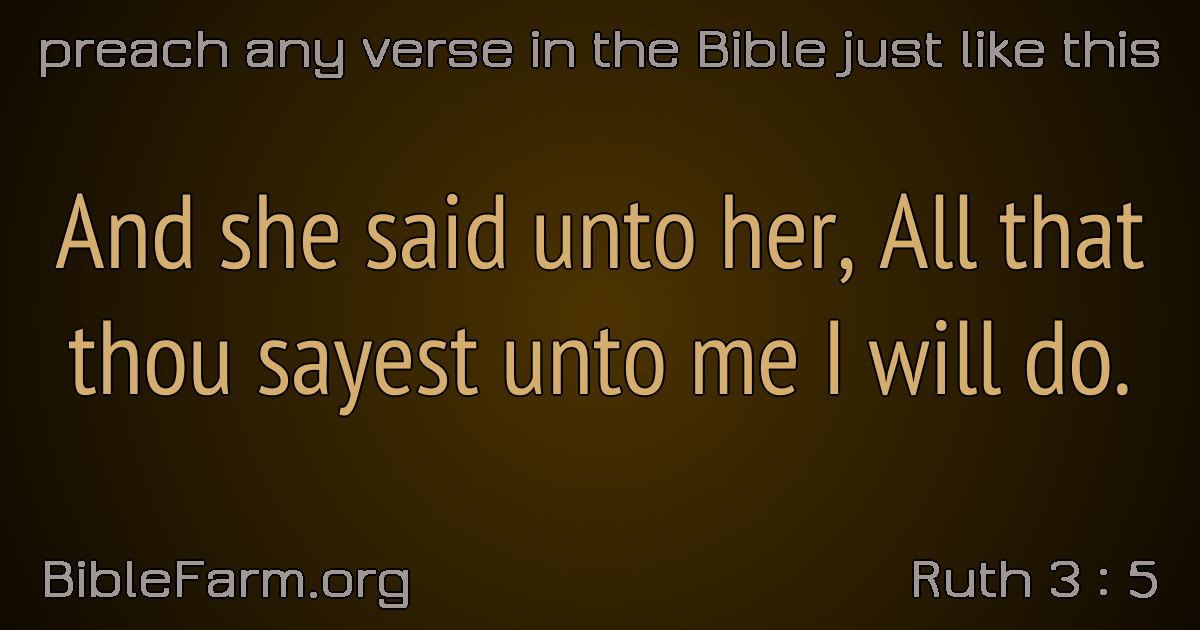 preach any verse in the Bible just like this
And she said unto her, All that
thou sayest unto me I will do.
BibleFarm.org
Ruth 3 : 5